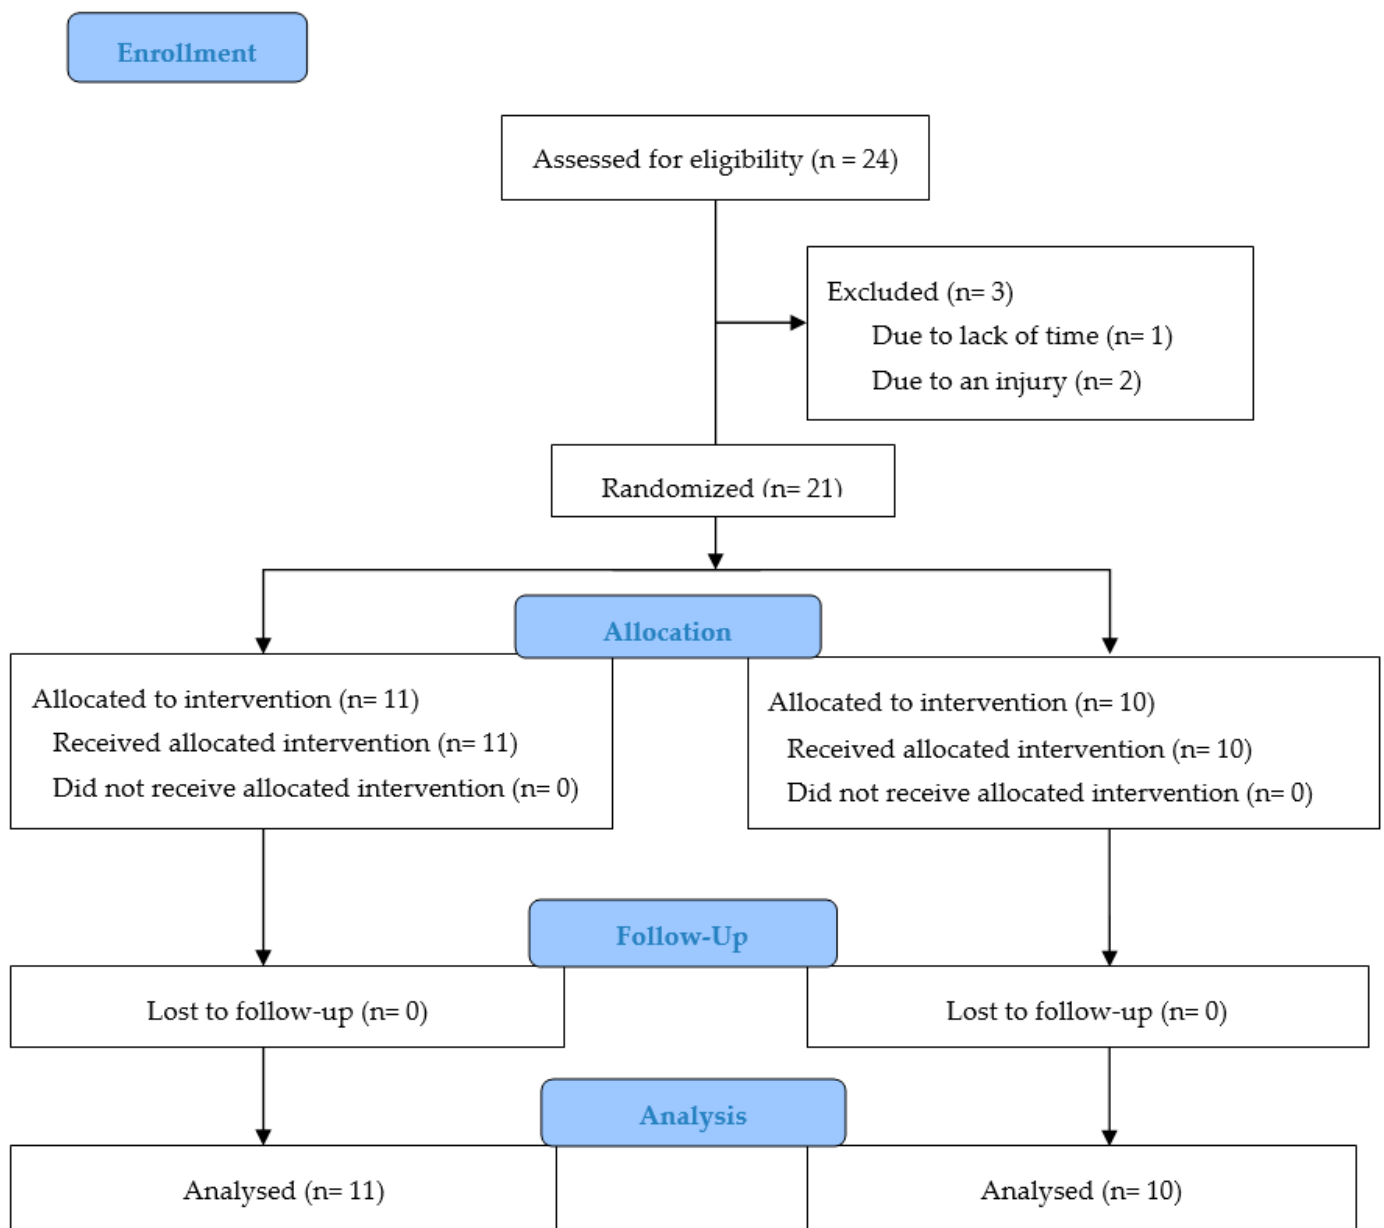 Enrollment
Assessed for eligibility (n = 24)
Excluded (n= 3)
Due to lack of time (n= 1)
Due to an injury (n= 2)
Randomized (n= 21)
Allocation
Allocated to intervention (n= 11)
Received allocated intervention (n= 11)
Did not receive allocated intervention (n= 0)
Allocated to intervention (n= 10)
Received allocated intervention (n= 10)
Did not receive allocated intervention (n= 0)
Follow-Up
Lost to follow-up (n= 0)
Lost to follow-up (n= 0)
Analysis
Analysed (n= 11)
Analysed (n= 10)